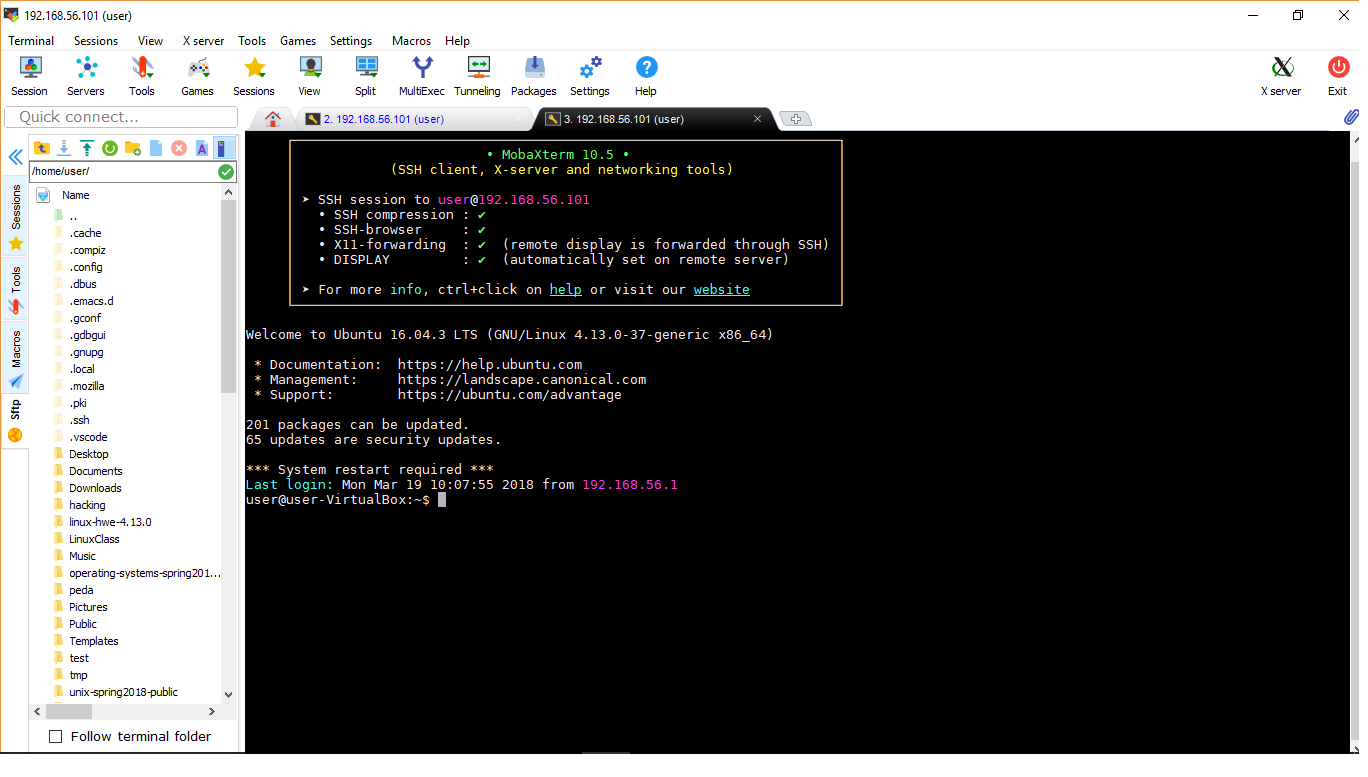 192.168.56.101 (user)
Terminal Sessions View X server Tools Games Settings Macros Help
Session Servers Tools Games Sessions View Split MultiExec Tunneling Packages Settings Help X server Exit
Quick connect...
2. 192.168.56.101 (user)
3. 192.168.56.101 (user)
/home/user/
Sessions
Tools
Macros
Sftp
Name
..
.cache
.compiz
.config
.dbus
.emacs.d
.gconf
.gdbgui
.gnupg
.local
.mozilla
.pki
.ssh
.vscode
Desktop
Documents
Downloads
hacking
linux-hwe-4.13.0
LinuxClass
Music
operating-systems-spring201...
peda
Pictures
Public
Templates
test
tmp
unix-spring2018-public
Follow terminal folder
• MobaXterm 10.5 •
(SSH client, X-server and networking tools)
➤ SSH session to user@192.168.56.101
• SSH compression : ✔
• SSH-browser : ✔
• X11-forwarding : ✔ (remote display is forwarded through SSH)
• DISPLAY : ✔ (automatically set on remote server)
➤ For more info, ctrl+click on help or visit our website
Welcome to Ubuntu 16.04.3 LTS (GNU/Linux 4.13.0-37-generic x86_64)
* Documentation: https://help.ubuntu.com
* Management: https://landscape.canonical.com
* Support: https://ubuntu.com/advantage
201 packages can be updated.
65 updates are security updates.
*** System restart required ***
Last login: Mon Mar 19 10:07:55 2018 from 192.168.56.1
user@user-VirtualBox:~$